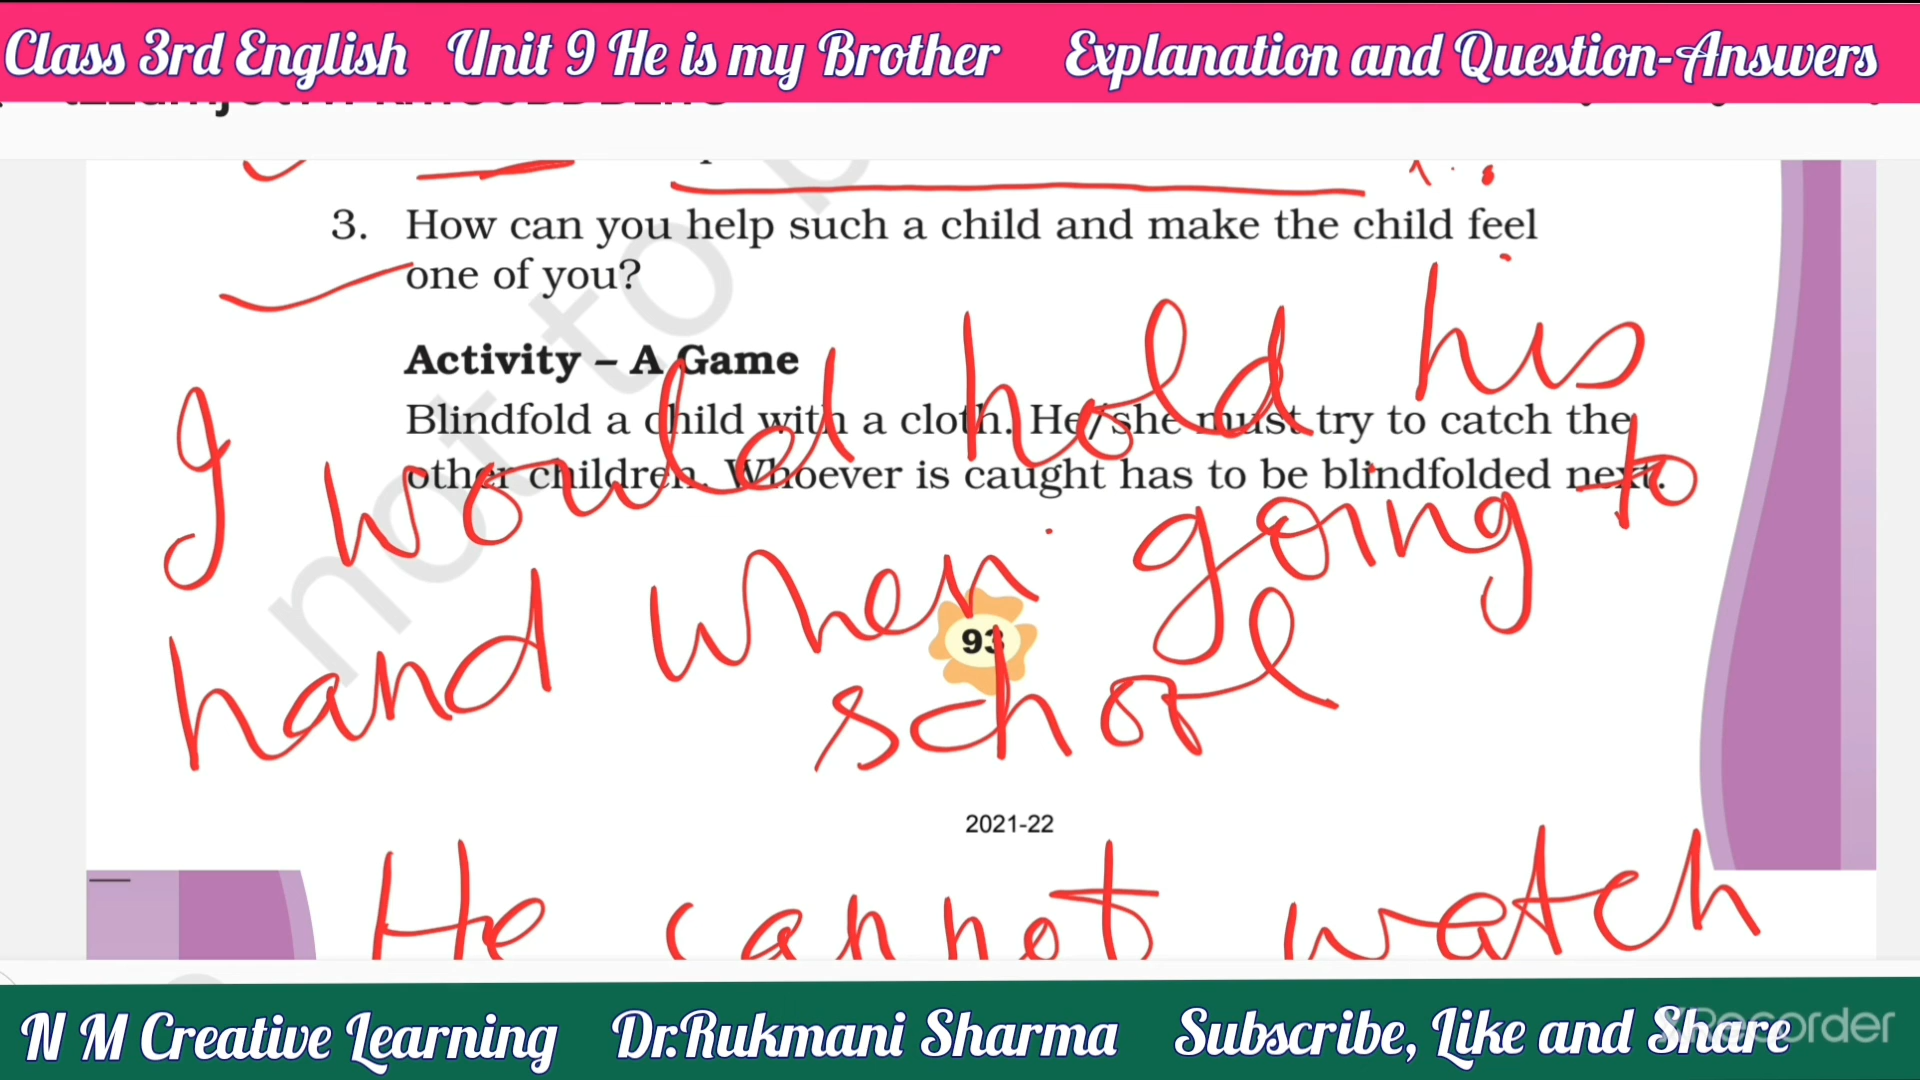 Class 3rd English Unit 9 He is my Brother Explanation and Question-Answers
3. How can you help such a child and make the child feel
one of you?
Activity – A Game
Blindfold a child with a cloth. He/she must try to catch the
other children. Whoever is caught has to be blindfolded next.
I would hold his
hand when going to
school
93
2021-22
He cannot watch
not to
N M Creative Learning Dr.Rukmani Sharma Subscribe, Like and Share
Recorder